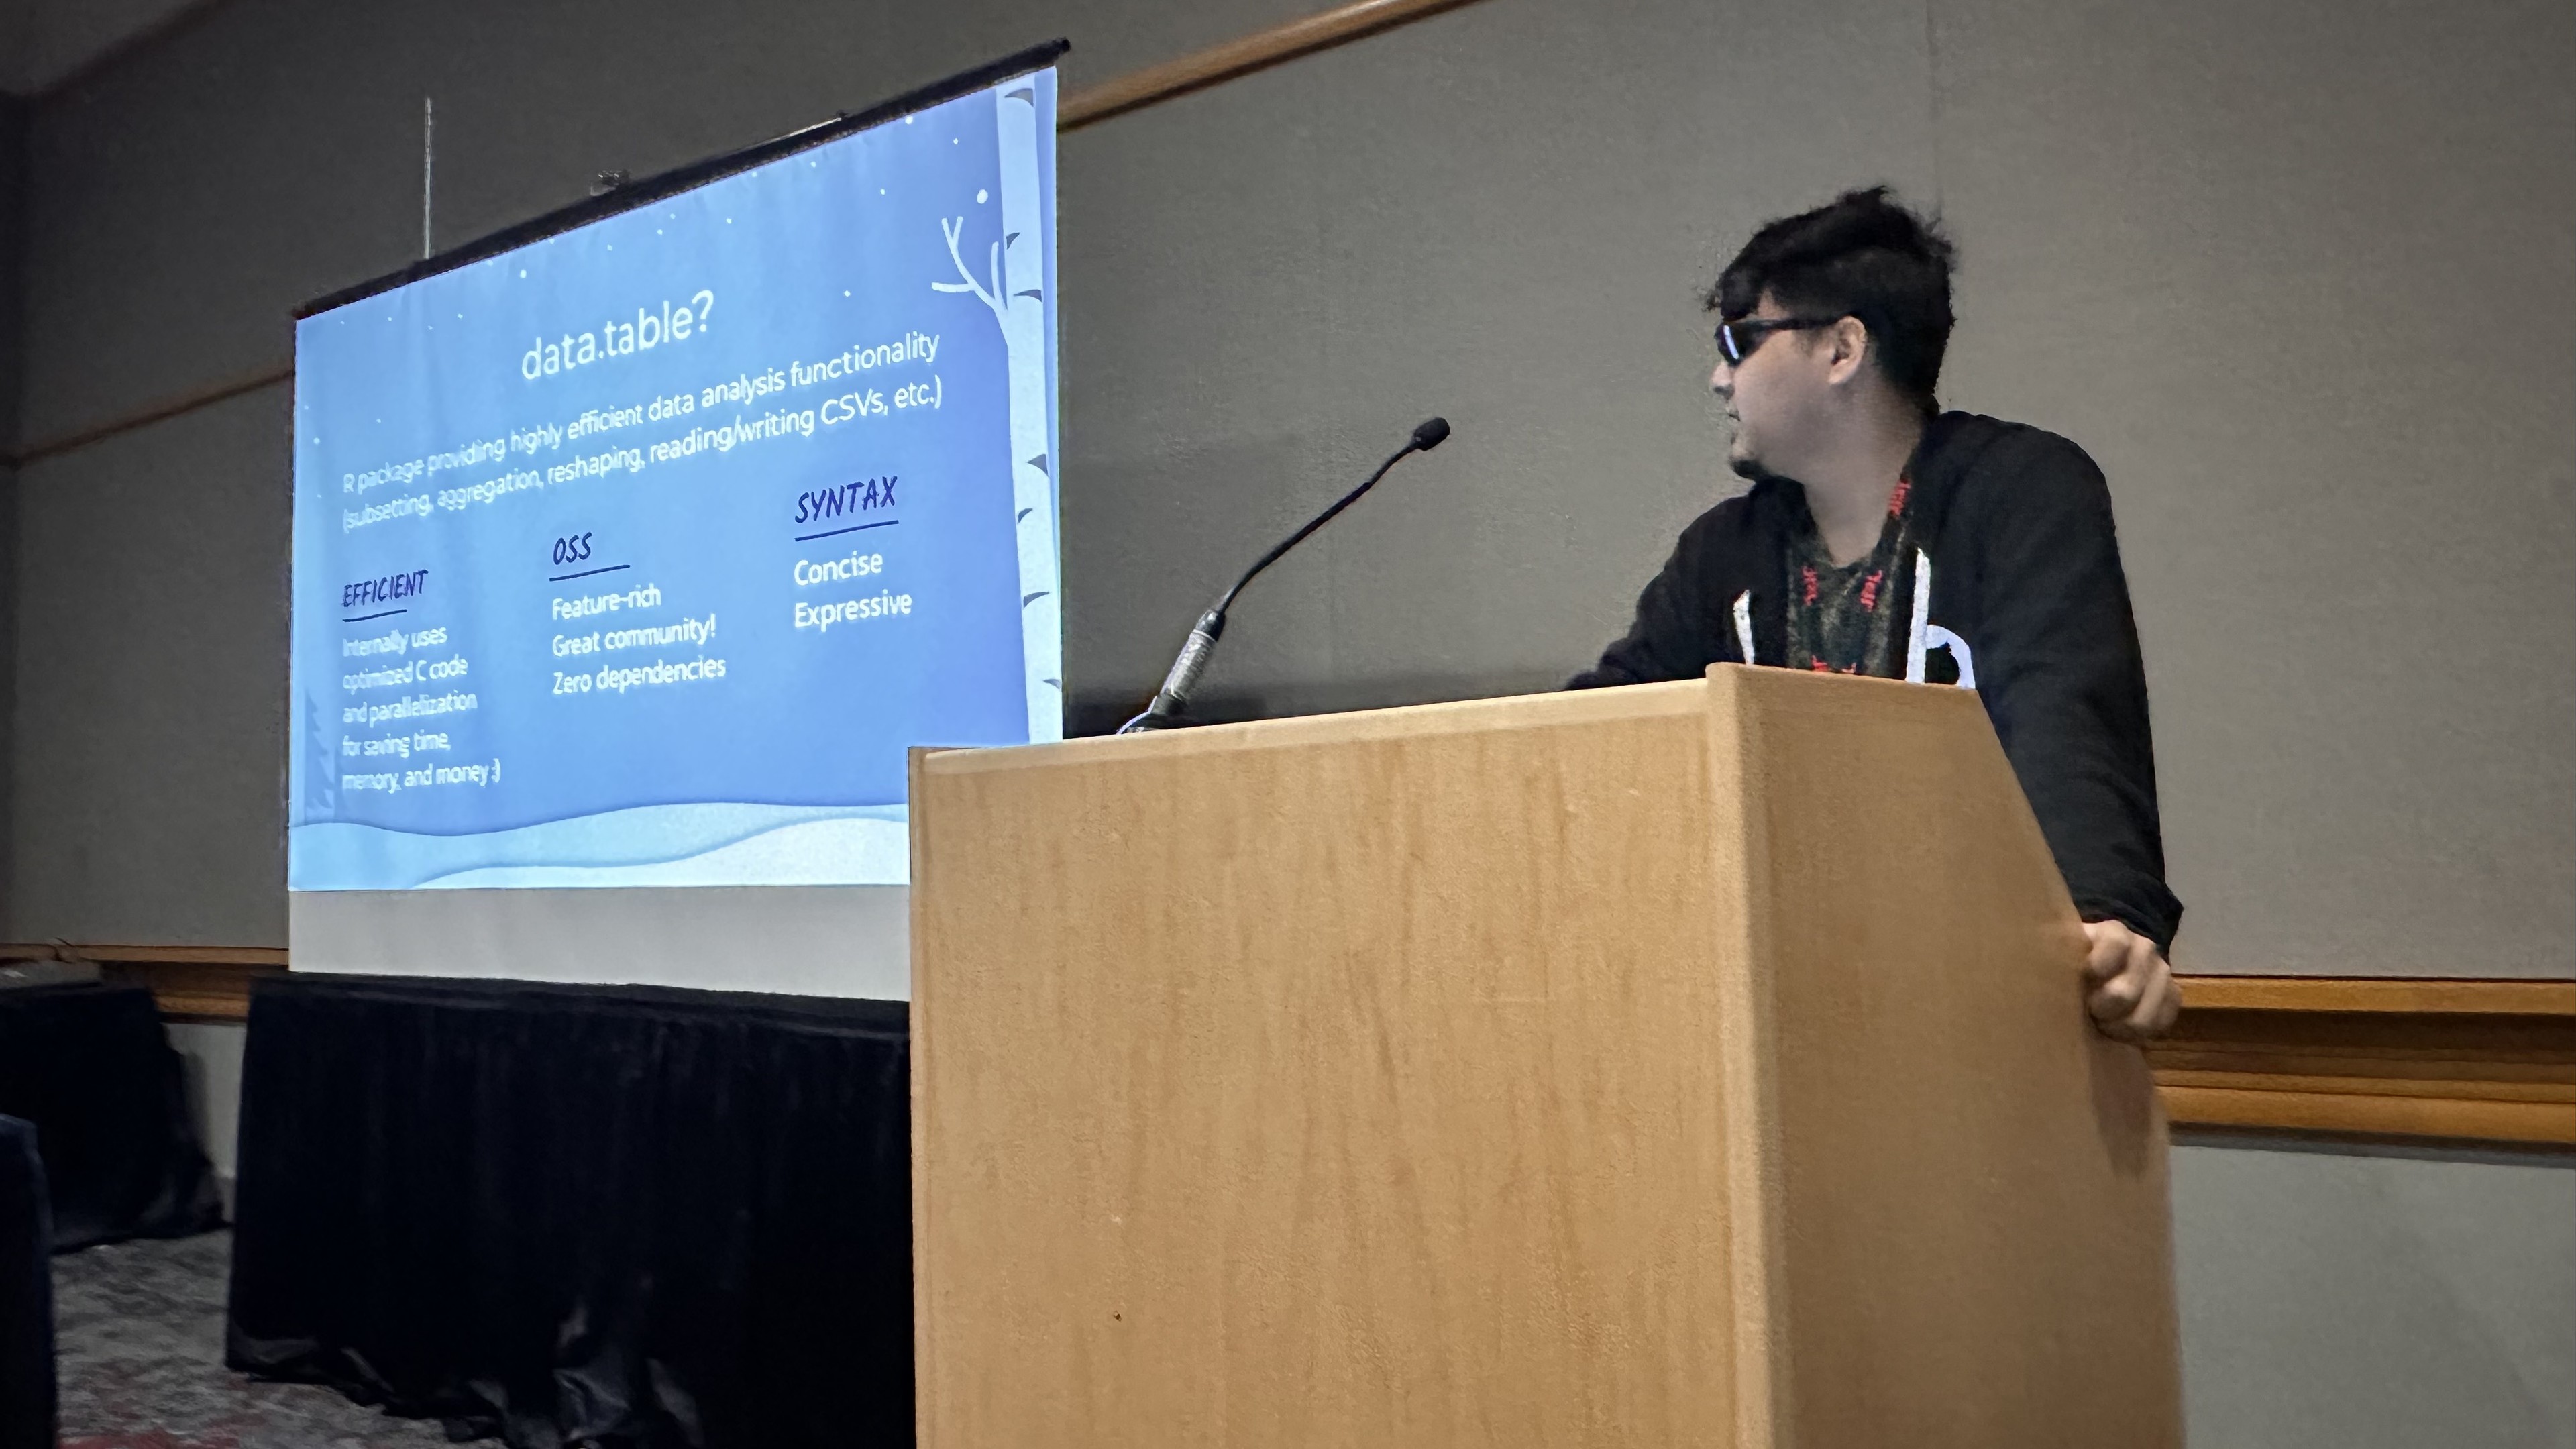 data.table?
R package providing highly efficient data analysis functionality
(subsetting, aggregation, reshaping, reading/writing CSVs, etc.)
EFFICIENT
Internally uses
optimized C code
and parallelization
for saving time,
memory, and money :)
OSS
Feature-rich
Great community!
Zero dependencies
SYNTAX
Concise
Expressive